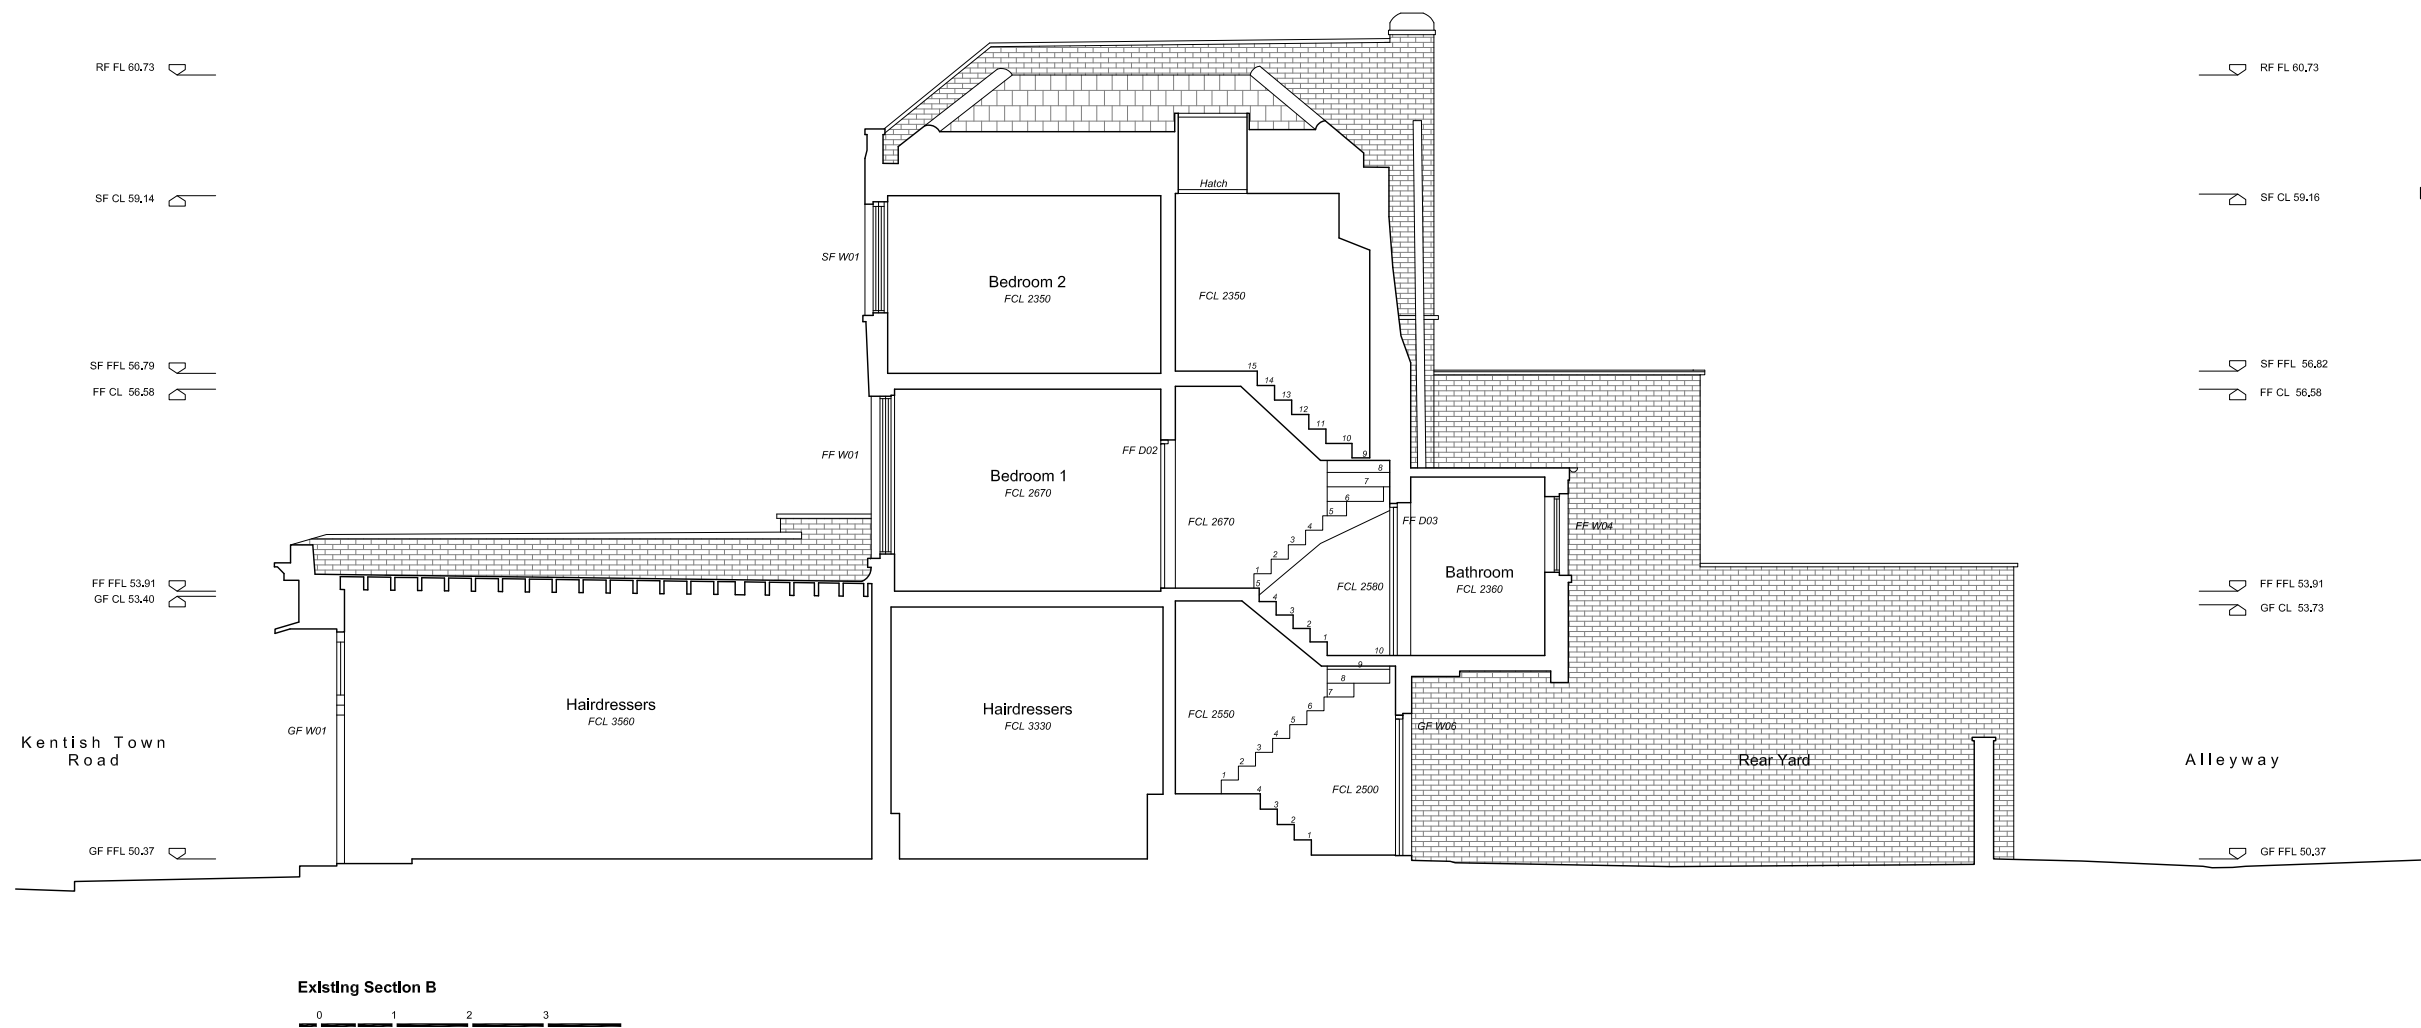 RF FL 60.73
RF FL 60.73
Hatch
SF CL 59.14
SF CL 59.16
SF W01
Bedroom 2
FCL 2350
FCL 2350
SF FFL 56.79
SF FFL 56.82
FF CL 56.58
FF CL 56.58
15
14
13
12
11
10
9
FF W01
FF D02
Bedroom 1
FCL 2670
8
7
6
5
4
3
2
1
FCL 2670
FF D03
FF W04
FF FFL 53.91
FF FFL 53.91
GF CL 53.40
GF CL 53.73
Bathroom
FCL 2360
FCL 2580
5
4
3
2
1
10
9
8
7
6
5
4
3
2
1
Hairdressers
FCL 3560
Hairdressers
FCL 3330
FCL 2550
GF W01
GF W06
Kentish Town
Road
Rear Yard
Alleyway
FCL 2500
4
3
2
1
GF FFL 50.37
GF FFL 50.37
Existing Section B
0 1 2 3